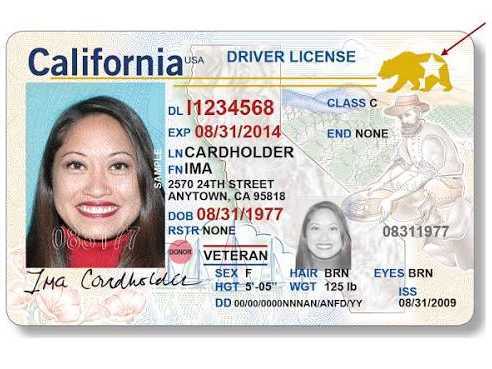 California USA DRIVER LICENSE
DL I1234568 CLASS C
EXP 08/31/2014 END NONE
LN CARDHOLDER
FN IMA
2570 24TH STREET
ANYTOWN, CA 95818
DOB 08/31/1977
RSTR NONE 08311977
SAMPLE
083177
DONOR
VETERAN
SEX F HAIR BRN EYES BRN
HGT 5'-05" WGT 125 lb ISS
DD 00/00/0000NNNAN/ANFD/YY 08/31/2009
Ima Cardholder